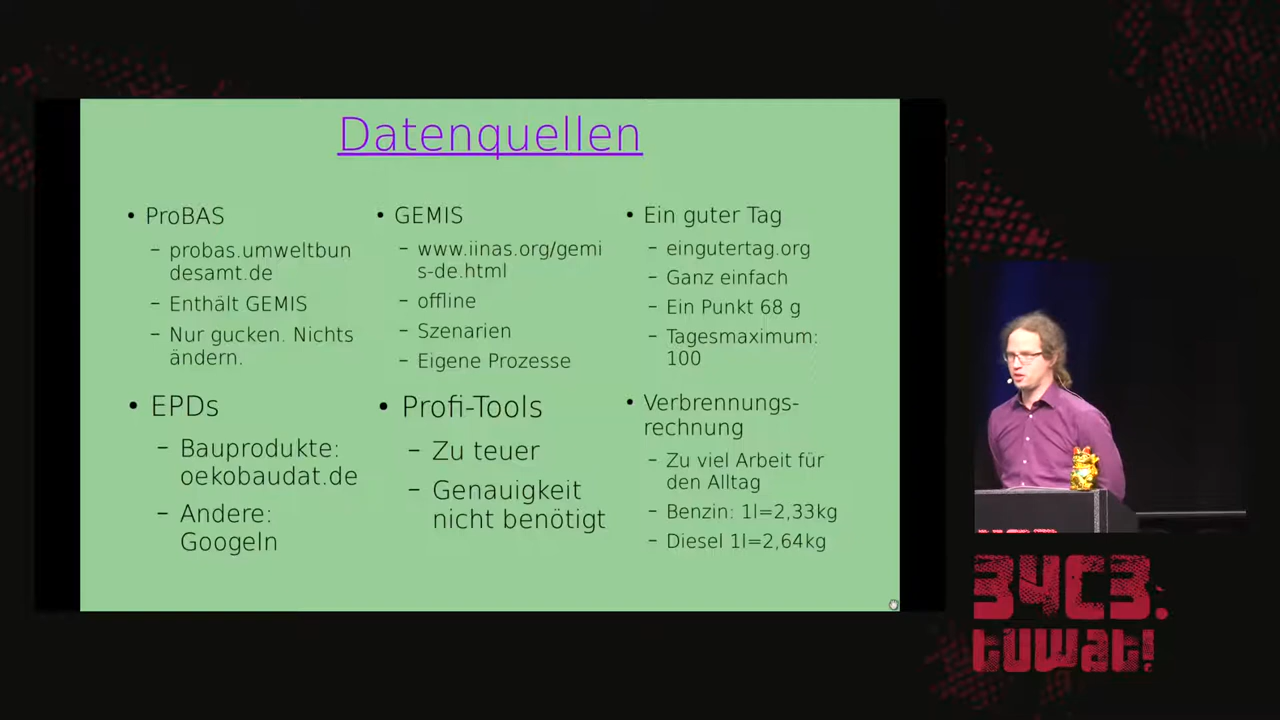 Datenquellen
• ProBAS
– probas.umweltbun
desamt.de
– Enthält GEMIS
– Nur gucken. Nichts
ändern.
• GEMIS
– www.iinas.org/gemi
s-de.html
– offline
– Szenarien
– Eigene Prozesse
• Ein guter Tag
– eingutertag.org
– Ganz einfach
– Ein Punkt 68 g
– Tagesmaximum:
100
• EPDs
– Bauprodukte:
oekobaudat.de
– Andere:
Googeln
• Profi-Tools
– Zu teuer
– Genauigkeit
nicht benötigt
• Verbrennungs-
rechnung
– Zu viel Arbeit für
den Alltag
– Benzin: 1l=2,33kg
– Diesel 1l=2,64kg
34C3.
tuwat!